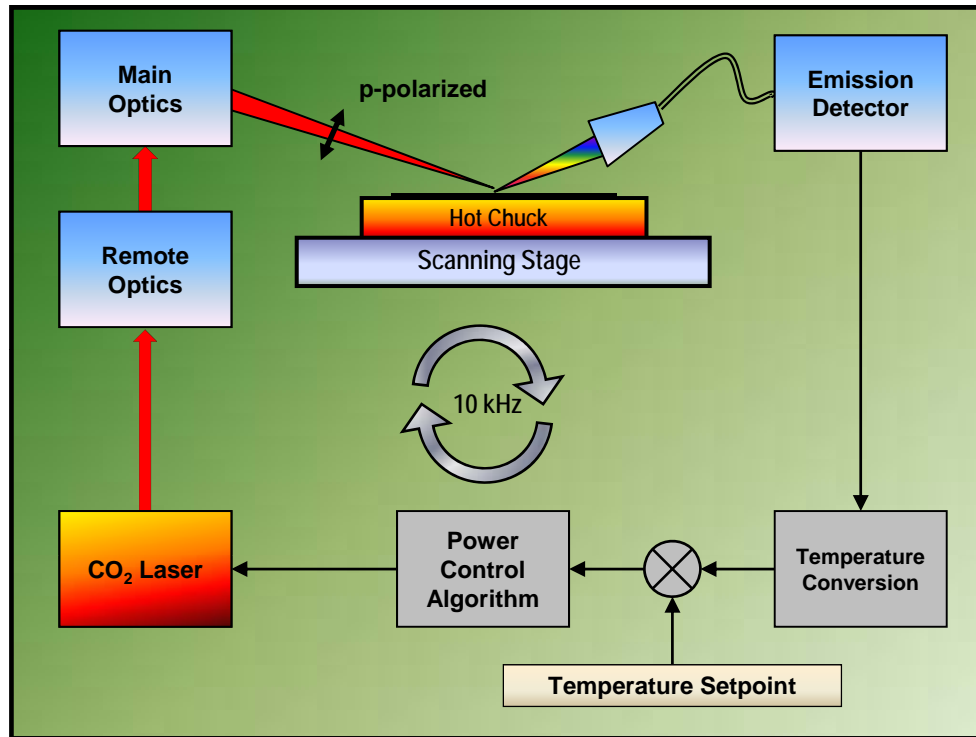 Main
Optics
p-polarized
Emission
Detector
Hot Chuck
Scanning Stage
Remote
Optics
10 kHz
CO₂ Laser
Power
Control
Algorithm
Temperature
Conversion
Temperature Setpoint